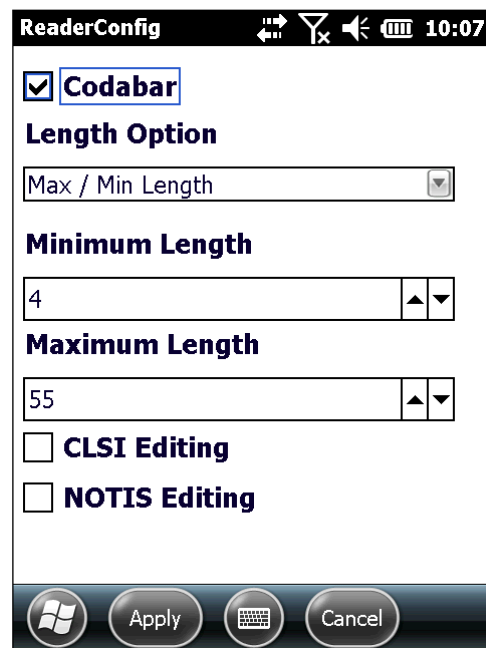 ReaderConfig 10:07
Codabar
Length Option
Max / Min Length
Minimum Length
4
Maximum Length
55
CLSI Editing
NOTIS Editing
Apply Cancel